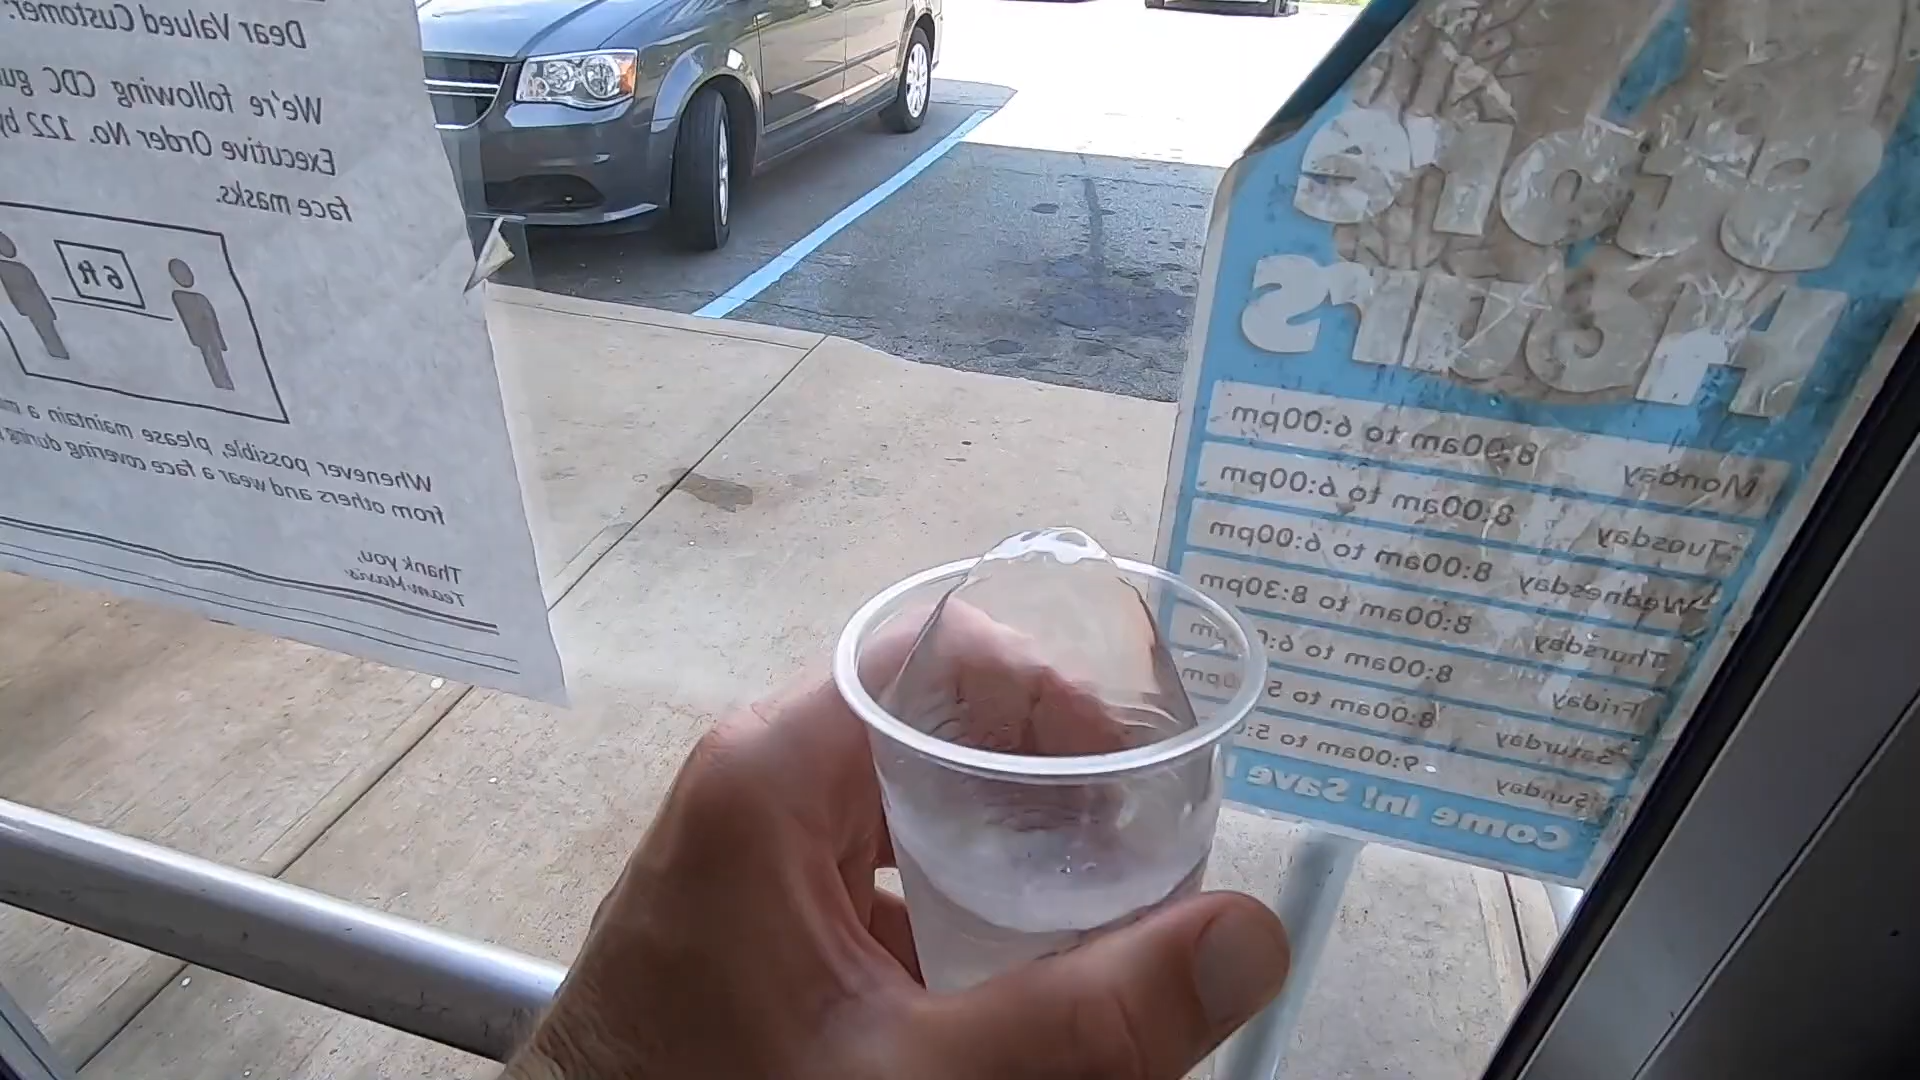 Dear Valued Customer:
We're following CDC
Executive Order No. 122 by
face masks.
6 ft
Whenever possible, please maintain a
from others and wear a face covering during
Thank you,
Team Mavis
Store
Hours
Monday 8:00am to 6:00pm
Tuesday 8:00am to 6:00pm
Wednesday 8:00am to 6:00pm
Thursday 8:00am to 8:30pm
Friday 8:00am to 6:
Saturday 8:00am to 5
Sunday 9:00am to 5:
Come In! Save